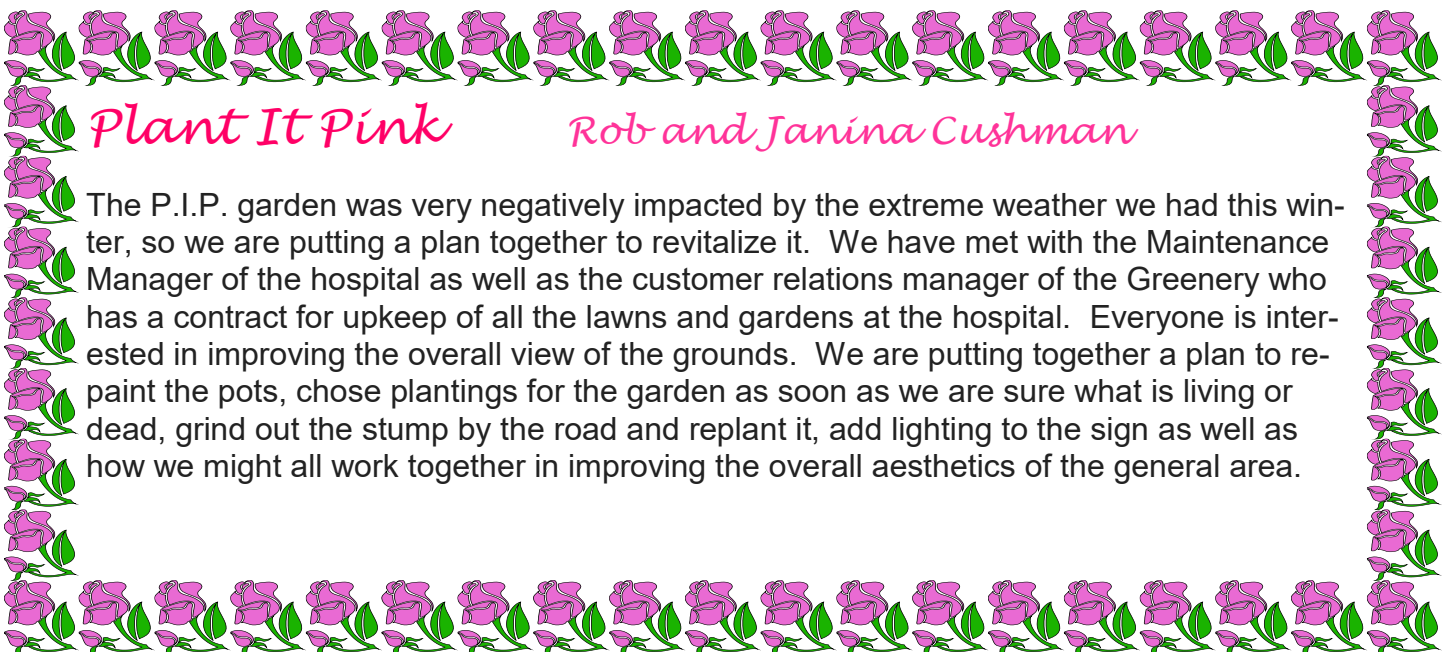 Plant It Pink Rob and Janina Cushman
The P.I.P. garden was very negatively impacted by the extreme weather we had this win-
ter, so we are putting a plan together to revitalize it.  We have met with the Maintenance
Manager of the hospital as well as the customer relations manager of the Greenery who
has a contract for upkeep of all the lawns and gardens at the hospital.  Everyone is inter-
ested in improving the overall view of the grounds.  We are putting together a plan to re-
paint the pots, chose plantings for the garden as soon as we are sure what is living or
dead, grind out the stump by the road and replant it, add lighting to the sign as well as
how we might all work together in improving the overall aesthetics of the general area.